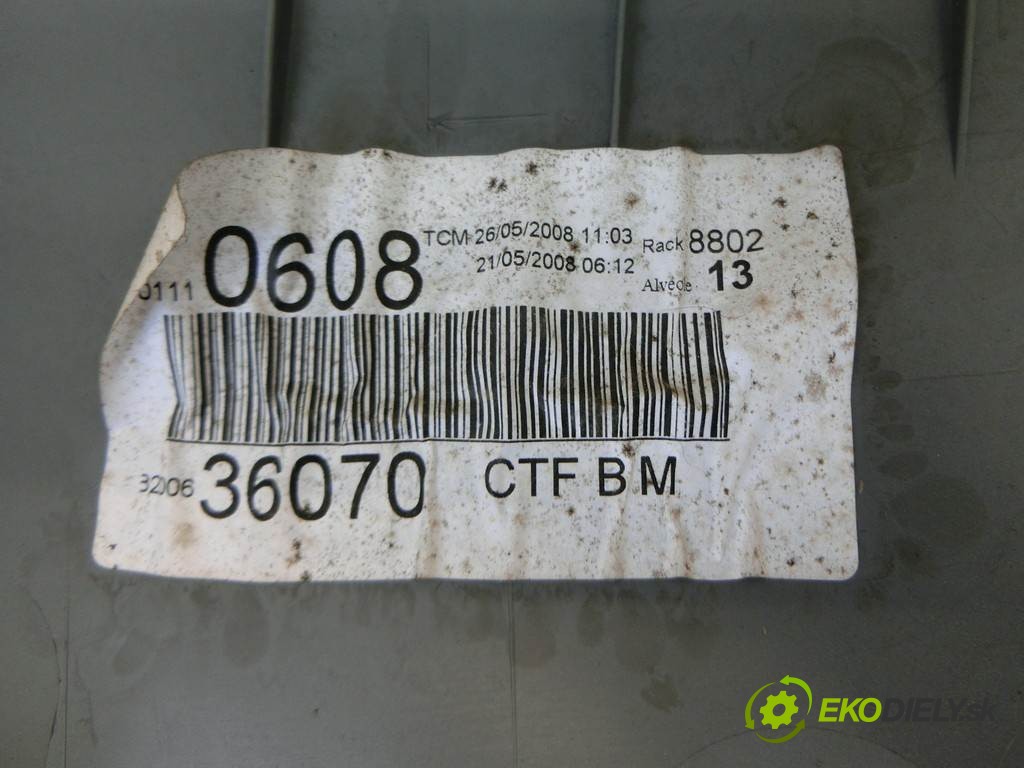 0111 0608 TCM 26/05/2008 11:03 Rack 8802
21/05/2008 06:12 Alvéole 13
32006 36070 CTF B M
EKODIELY.sk